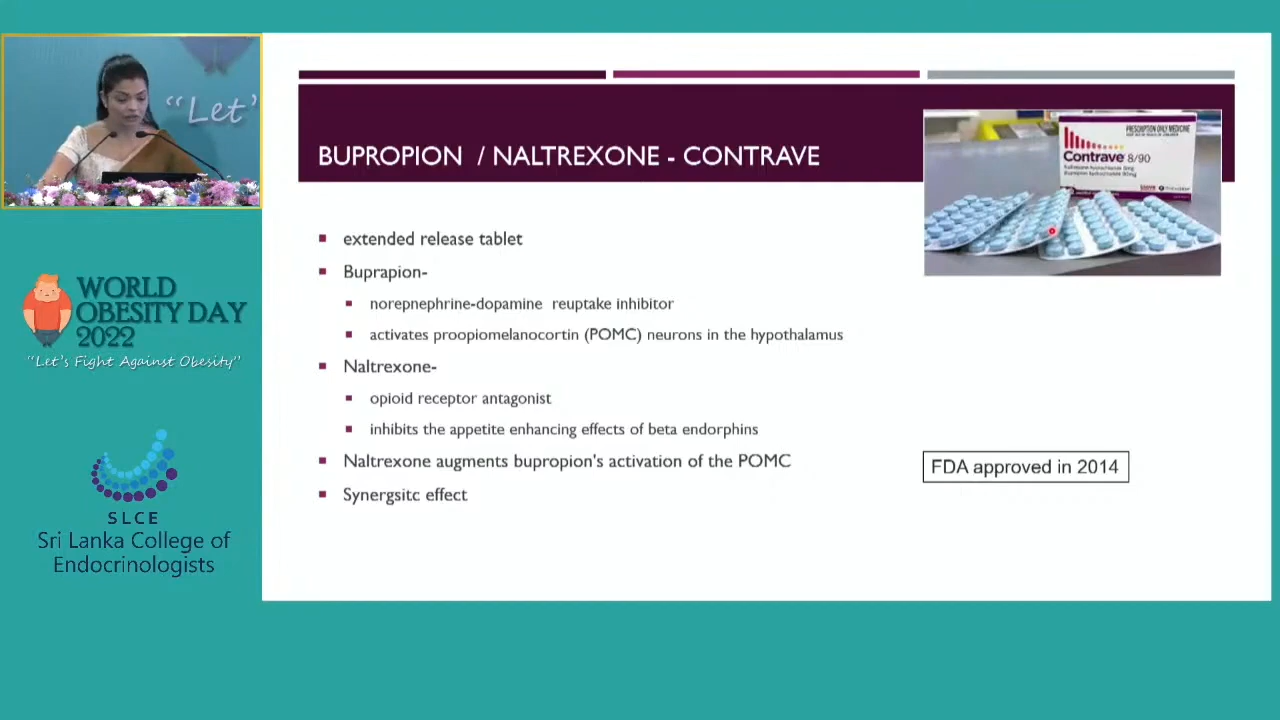 “Let’
WORLD
OBESITY DAY
2022
“Let’s Fight Against Obesity”
SLCE
Sri Lanka College of
Endocrinologists
BUPROPION / NALTREXONE - CONTRAVE
PRESCRIPTION ONLY MEDICINE
Contrave 8/90
▪ extended release tablet
▪ Buprapion-
▪ norepnephrine-dopamine reuptake inhibitor
▪ activates proopiomelanocortin (POMC) neurons in the hypothalamus
▪ Naltrexone-
▪ opioid receptor antagonist
▪ inhibits the appetite enhancing effects of beta endorphins
▪ Naltrexone augments bupropion's activation of the POMC
▪ Synergsitc effect
FDA approved in 2014